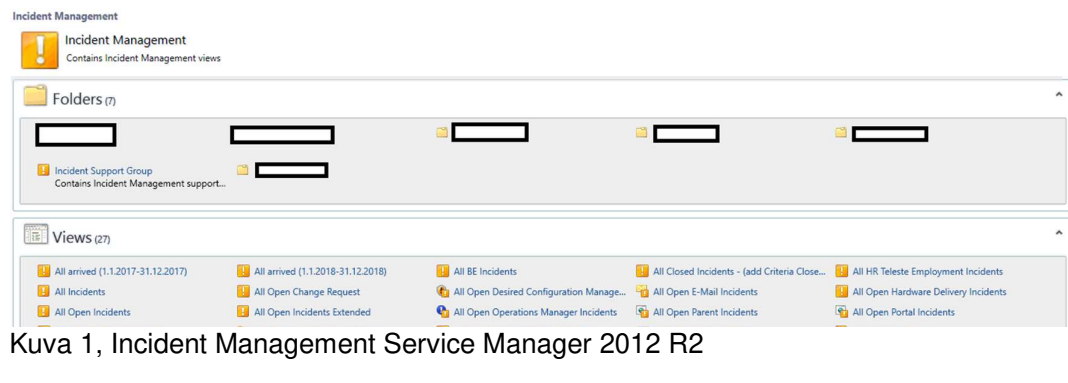 Incident Management
Incident Management
Contains Incident Management views
Folders (7)
Incident Support Group
Contains Incident Management support...
Views (27)
All arrived (1.1.2017-31.12.2017) All arrived (1.1.2018-31.12.2018) All BE Incidents All Closed Incidents - (add Criteria Close... All HR Teleste Employment Incidents
All Incidents All Open Change Request All Open Desired Configuration Manage... All Open E-Mail Incidents All Open Hardware Delivery Incidents
All Open Incidents All Open Incidents Extended All Open Operations Manager Incidents All Open Parent Incidents All Open Portal Incidents
Kuva 1, Incident Management Service Manager 2012 R2